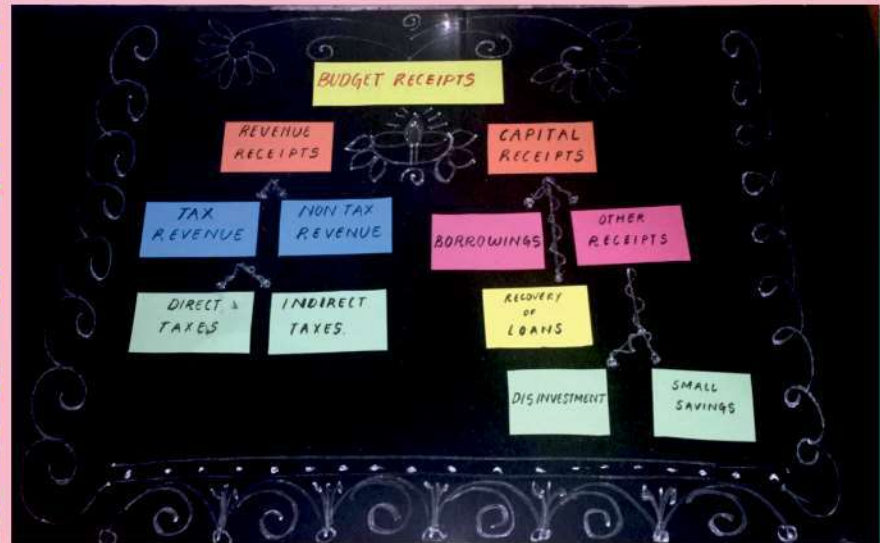 BUDGET RECEIPTS
REVENUE
RECEIPTS
CAPITAL
RECEIPTS
TAX
REVENUE
NON TAX
REVENUE
BORROWINGS
OTHER
RECEIPTS
DIRECT
TAXES
INDIRECT
TAXES.
RECOVERY
OF
LOANS
DISINVESTMENT
SMALL
SAVINGS